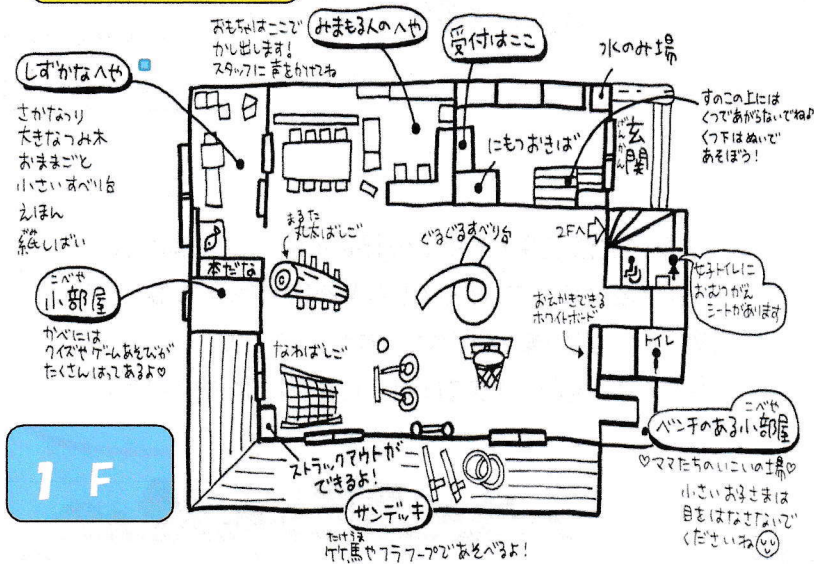 おもちゃはここで
かし出します!
スタッフに声をかけてね
みまもる人のへや
受付はここ
水のみ場
しずかなへや
さかなつり
大きなつみ木
おままごと
小さいすべり台
えほん
紙しばい
すのこの上には
くつであがらないでね♪
くつ下はぬいで
あそぼう!
げんかん
玄関
にもつおきば
まるた
丸太ばしご
ぐるぐるすべり台
2Fへ
本だな
こべや
小部屋
かべには
クイズやゲームあそびが
たくさんはってあるよ♡
女子トイレに
おむつがえ
シートがあります
おえかきできる
ホワイトボード
トイレ
なわばしご
こべや
ベンチのある小部屋
♡ママたちのいこいの場♡
小さいお子さまは
目をはなさないで
くださいね
1F
ストラックアウトが
できるよ!
サンデッキ
たけうま
竹馬やフラフープであそべるよ!